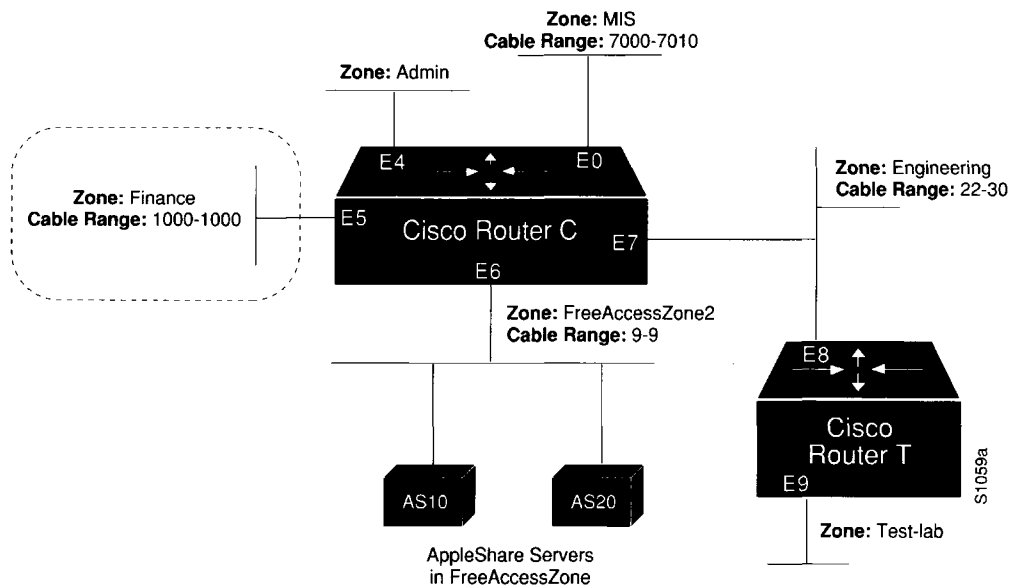 Zone: MIS
Cable Range: 7000-7010
Zone: Admin
E4
E0
Zone: Engineering
Cable Range: 22-30
Zone: Finance
Cable Range: 1000-1000
E5
Cisco Router C
E7
E6
Zone: FreeAccessZone2
Cable Range: 9-9
E8
Cisco
Router T
E9
S1059a
AS10
AS20
Zone: Test-lab
AppleShare Servers
in FreeAccessZone